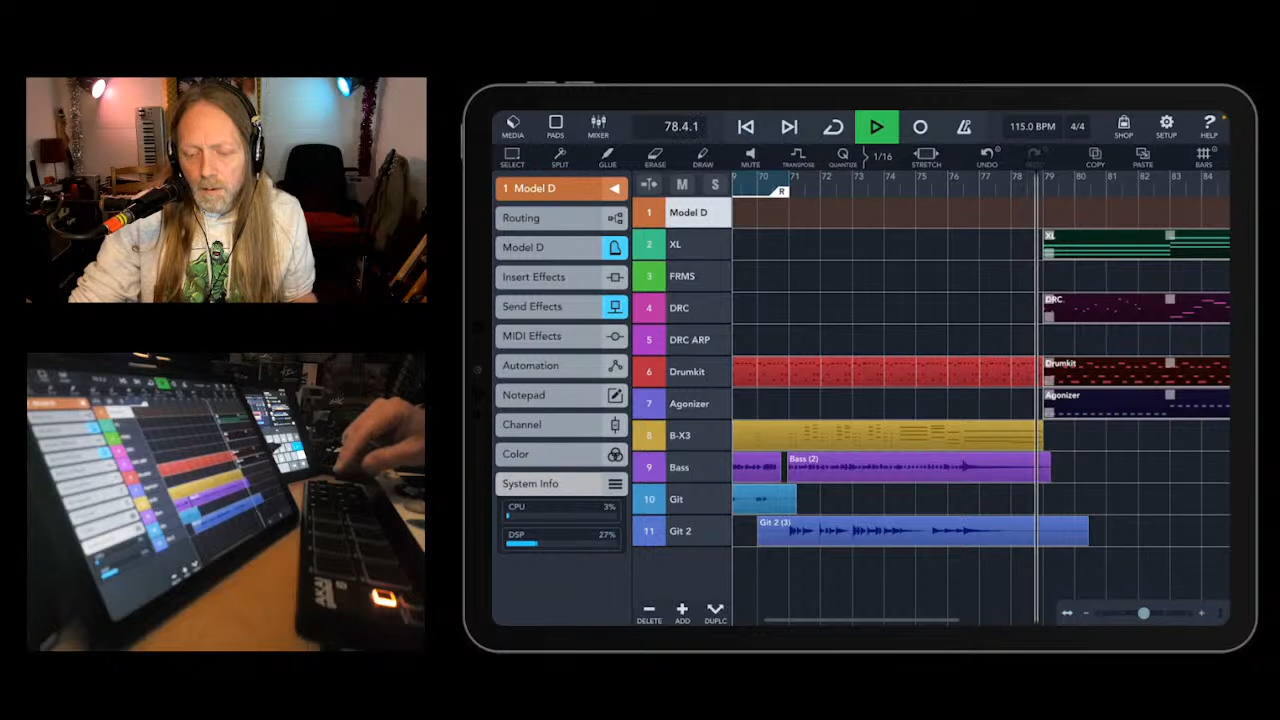 MEDIA
PADS
MIXER
78.4.1
115.0 BPM
4/4
SHOP
SETUP
HELP
SELECT
SPLIT
GLUE
ERASE
DRAW
MUTE
TRANSPOSE
QUANTIZE
1/16
STRETCH
UNDO
COPY
PASTE
BARS
1 Model D
Routing
Model D
Insert Effects
Send Effects
MIDI Effects
Automation
Notepad
Channel
Color
System Info
CPU 3%
DSP 27%
M S
9 70 71 72 73 74 75 76 77 78 79 80 81 82 83 84
R
1 Model D
2 XL
3 FRMS
4 DRC
5 DRC ARP
6 Drumkit
7 Agonizer
8 B-X3
9 Bass
10 Git
11 Git 2
XL
DRC
Drumkit
Agonizer
Bass (2)
Git 2 (3)
DELETE
ADD
DUPLC
AKAI